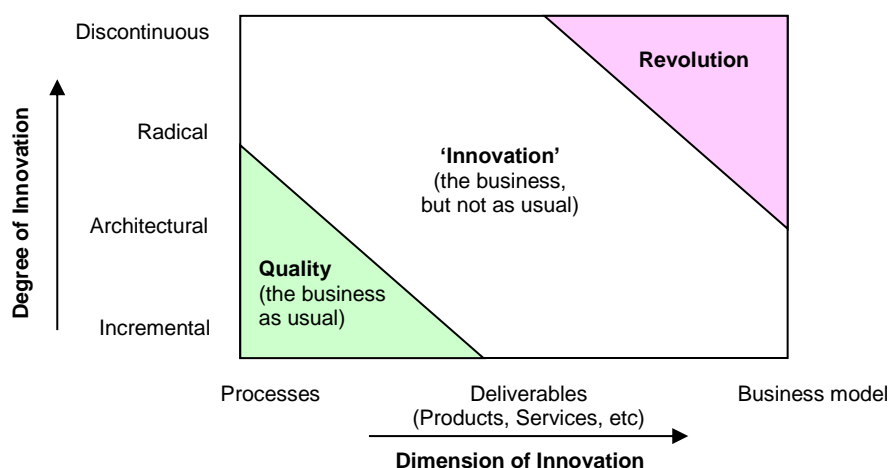 Discontinuous
Revolution
Radical
‘Innovation’
(the business,
but not as usual)
Architectural
Quality
(the business
as usual)
Incremental
Degree of Innovation
Processes
Deliverables
(Products, Services, etc)
Business model
Dimension of Innovation